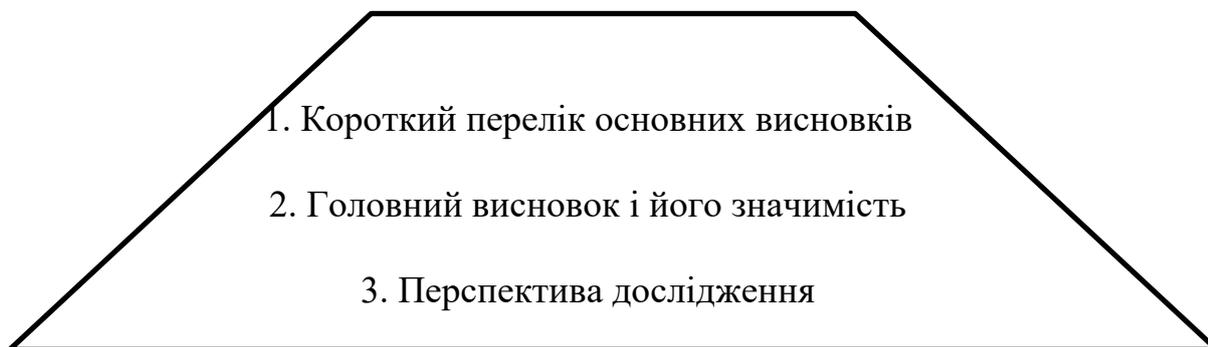 1. Короткий перелік основних висновків
2. Головний висновок і його значимість
3. Перспектива дослідження